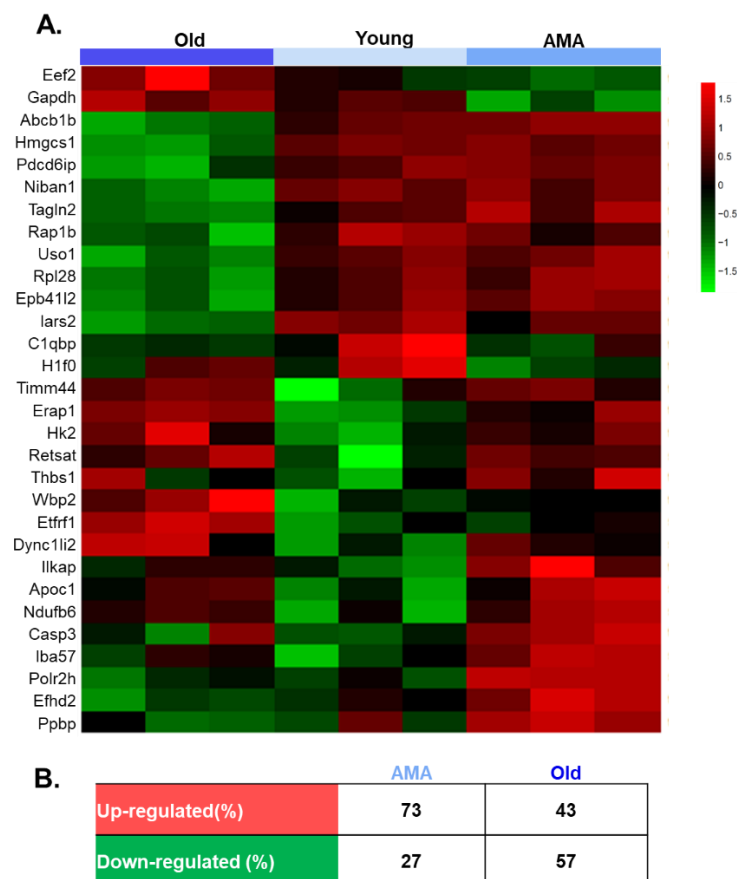 A.
Old Young AMA
Eef2
Gapdh
Abcb1b
Hmgcs1
Pdcd6ip
Niban1
Tagln2
Rap1b
Uso1
Rpl28
Epb41l2
Iars2
C1qbp
H1f0
Timm44
Erap1
Hk2
Retsat
Thbs1
Wbp2
Etfrf1
Dync1li2
Ilkap
Apoc1
Ndufb6
Casp3
Iba57
Polr2h
Efhd2
Ppbp
1.5
1
0.5
0
−0.5
−1
−1.5
B.
AMA Old
Up-regulated(%) 73 43
Down-regulated (%) 27 57